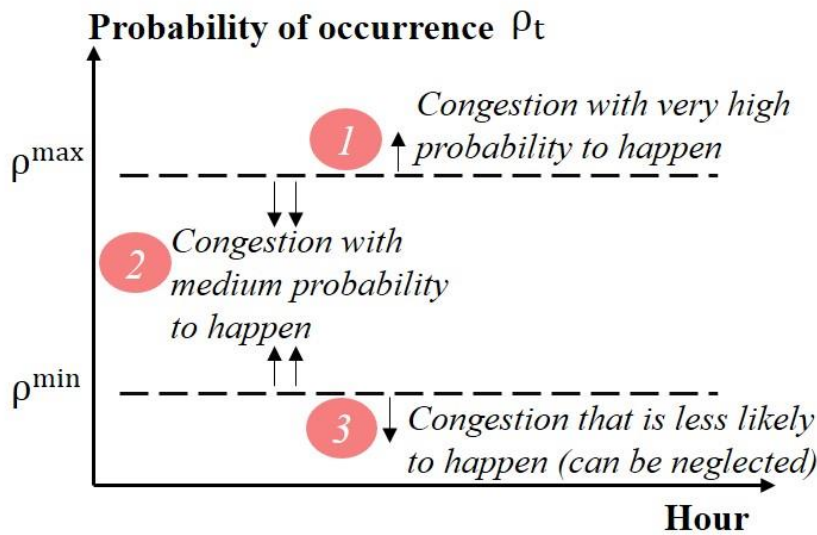 Probability of occurrence ρt
1
Congestion with very high
probability to happen
ρmax
2
Congestion with
medium probability
to happen
ρmin
3
Congestion that is less likely
to happen (can be neglected)
Hour